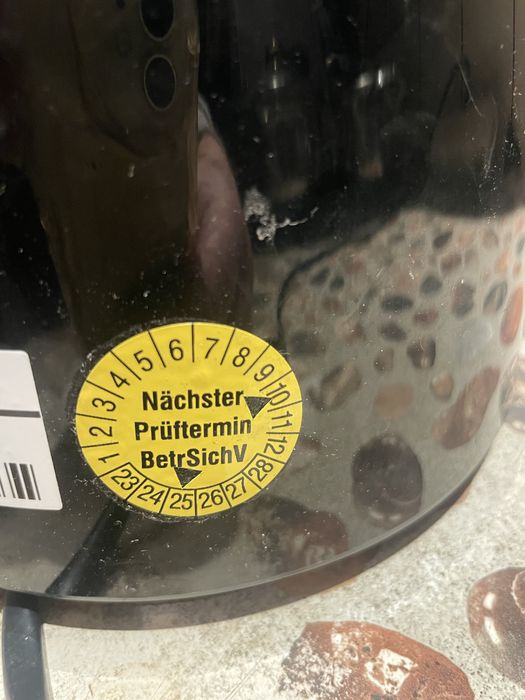 1 2 3 4 5 6 7 8 9 10 11 12
Nächster
Prüftermin
BetrSichV
23 24 25 26 27 28